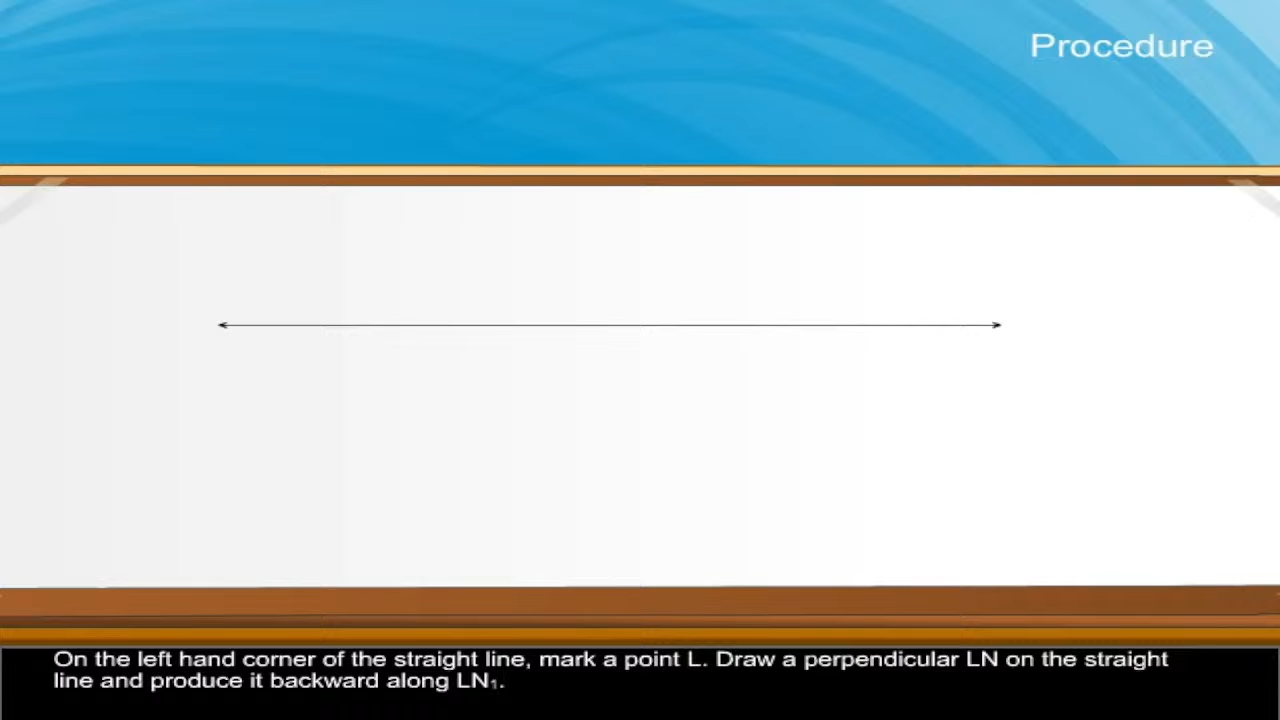 Procedure
On the left hand corner of the straight line, mark a point L. Draw a perpendicular LN on the straight
line and produce it backward along LN₁.